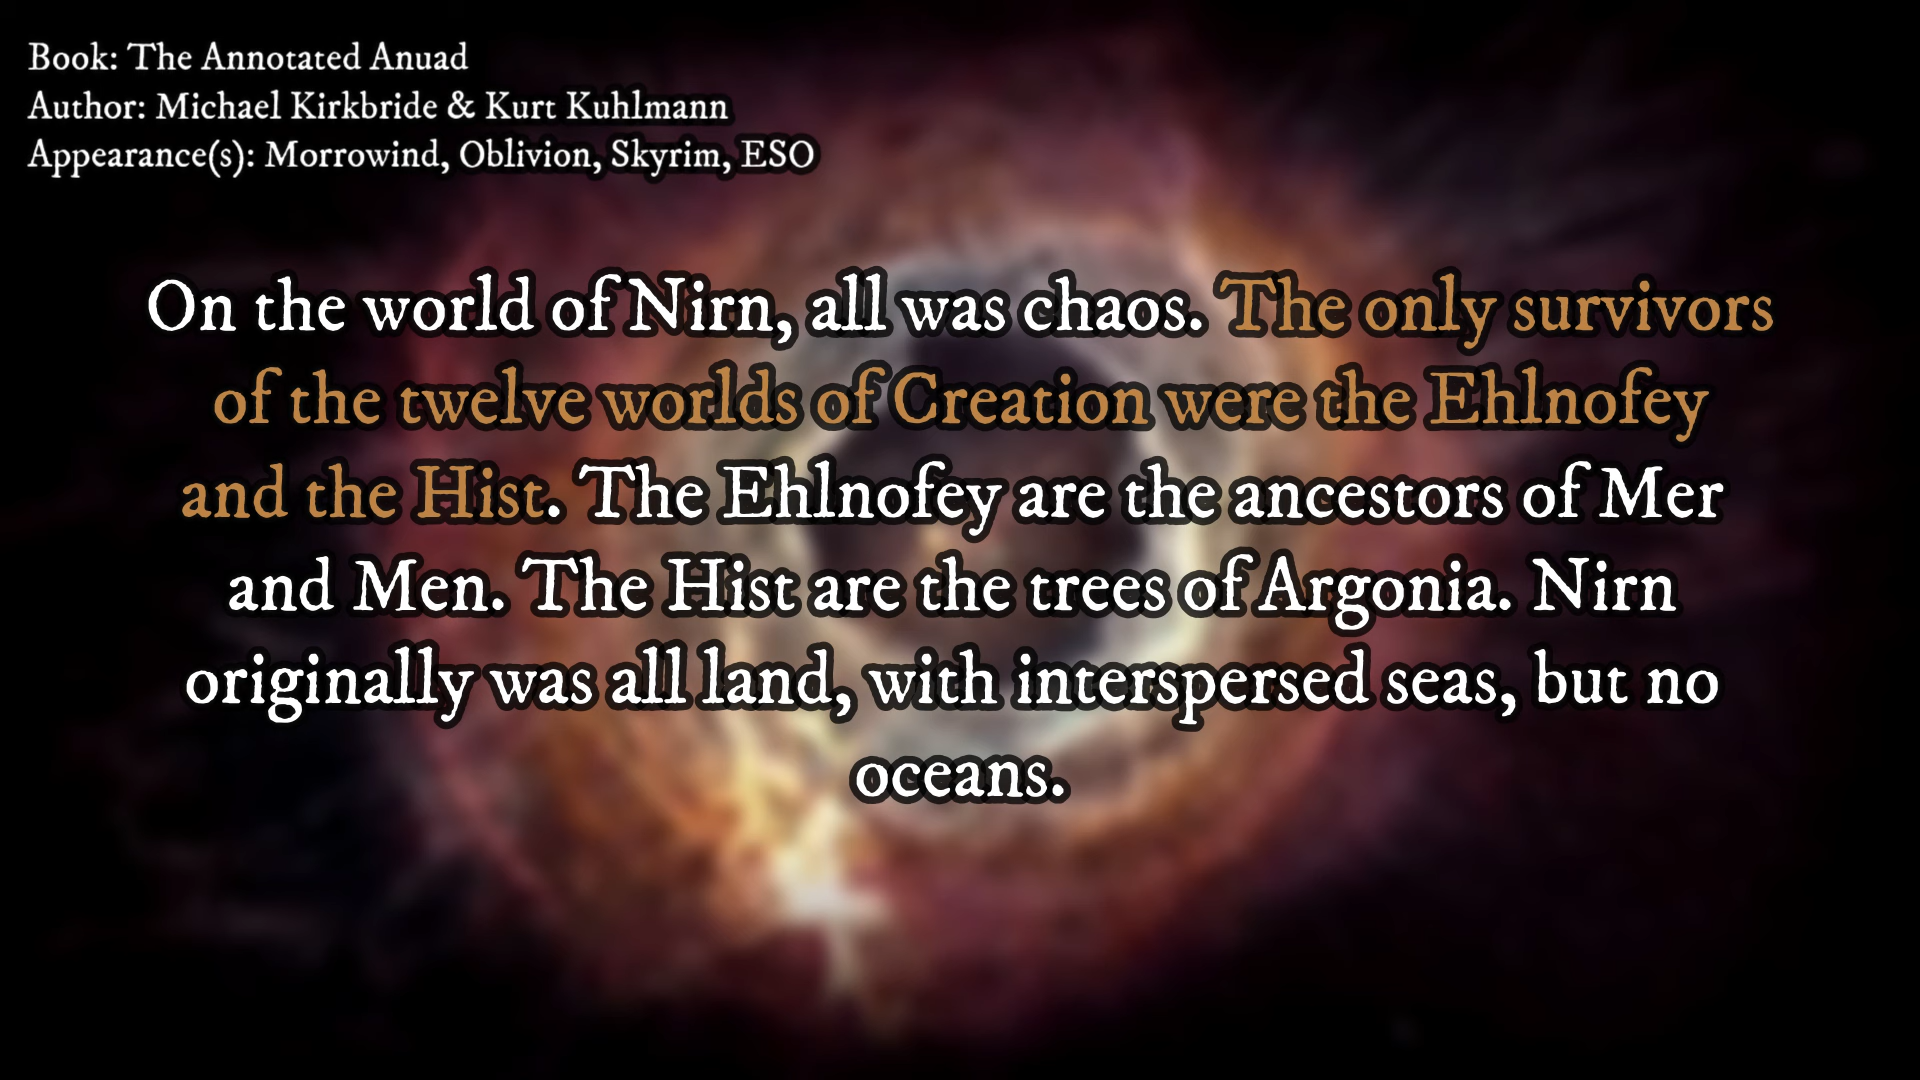 Book: The Annotated Anuad
Author: Michael Kirkbride & Kurt Kuhlmann
Appearance(s): Morrowind, Oblivion, Skyrim, ESO
On the world of Nirn, all was chaos. The only survivors
of the twelve worlds of Creation were the Ehlnofey
and the Hist. The Ehlnofey are the ancestors of Mer
and Men. The Hist are the trees of Argonia. Nirn
originally was all land, with interspersed seas, but no
oceans.